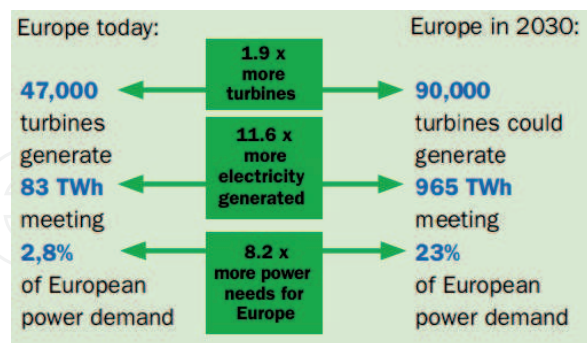 Europe today:
47,000
turbines
generate
83 TWh
meeting
2,8%
of European
power demand
1.9 x
more
turbines
11.6 x
more
electricity
generated
8.2 x
more power
needs for
Europe
Europe in 2030:
90,000
turbines could
generate
965 TWh
meeting
23%
of European
power demand